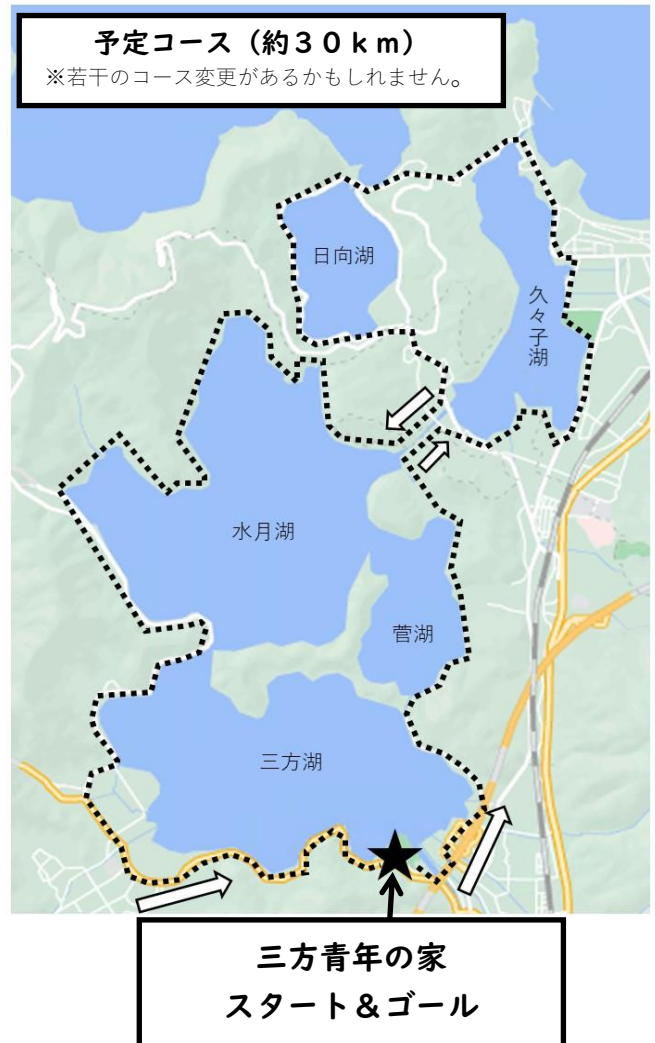 予定コース（約３０ｋｍ）
※若干のコース変更があるかもしれません。
日向湖
久々子湖
水月湖
菅湖
三方湖
三方青年の家
スタート＆ゴール